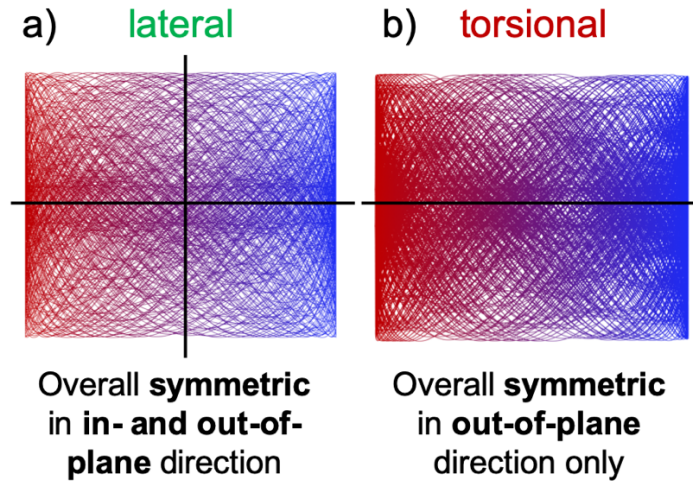 a) lateral
b) torsional
Overall symmetric
in in- and out-of-
plane direction
Overall symmetric
in out-of-plane
direction only